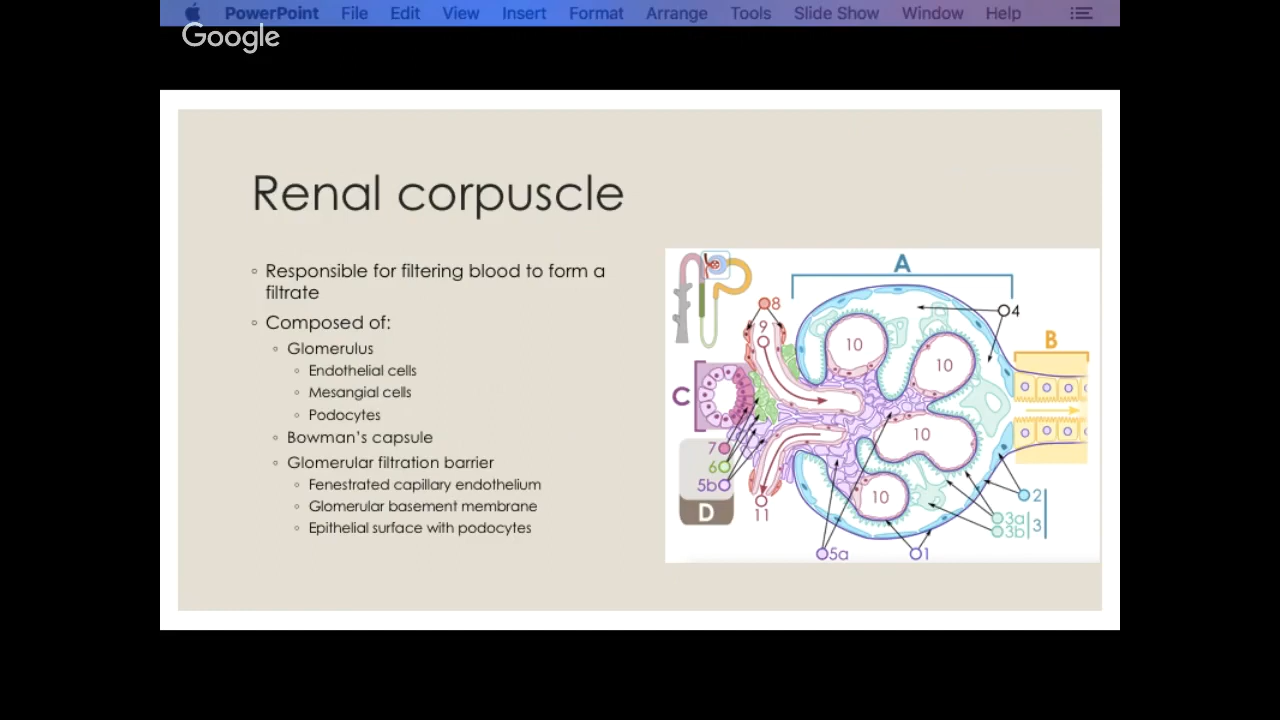 PowerPoint File Edit View Insert Format Arrange Tools Slide Show Window Help
Google
Renal corpuscle
◦ Responsible for filtering blood to form a
filtrate
◦ Composed of:
◦ Glomerulus
◦ Endothelial cells
◦ Mesangial cells
◦ Podocytes
◦ Bowman's capsule
◦ Glomerular filtration barrier
◦ Fenestrated capillary endothelium
◦ Glomerular basement membrane
◦ Epithelial surface with podocytes
A
8
9
4
B
10
10
C
10
7
6
5b
10
2
D
11
3a
3b
3
5a
1